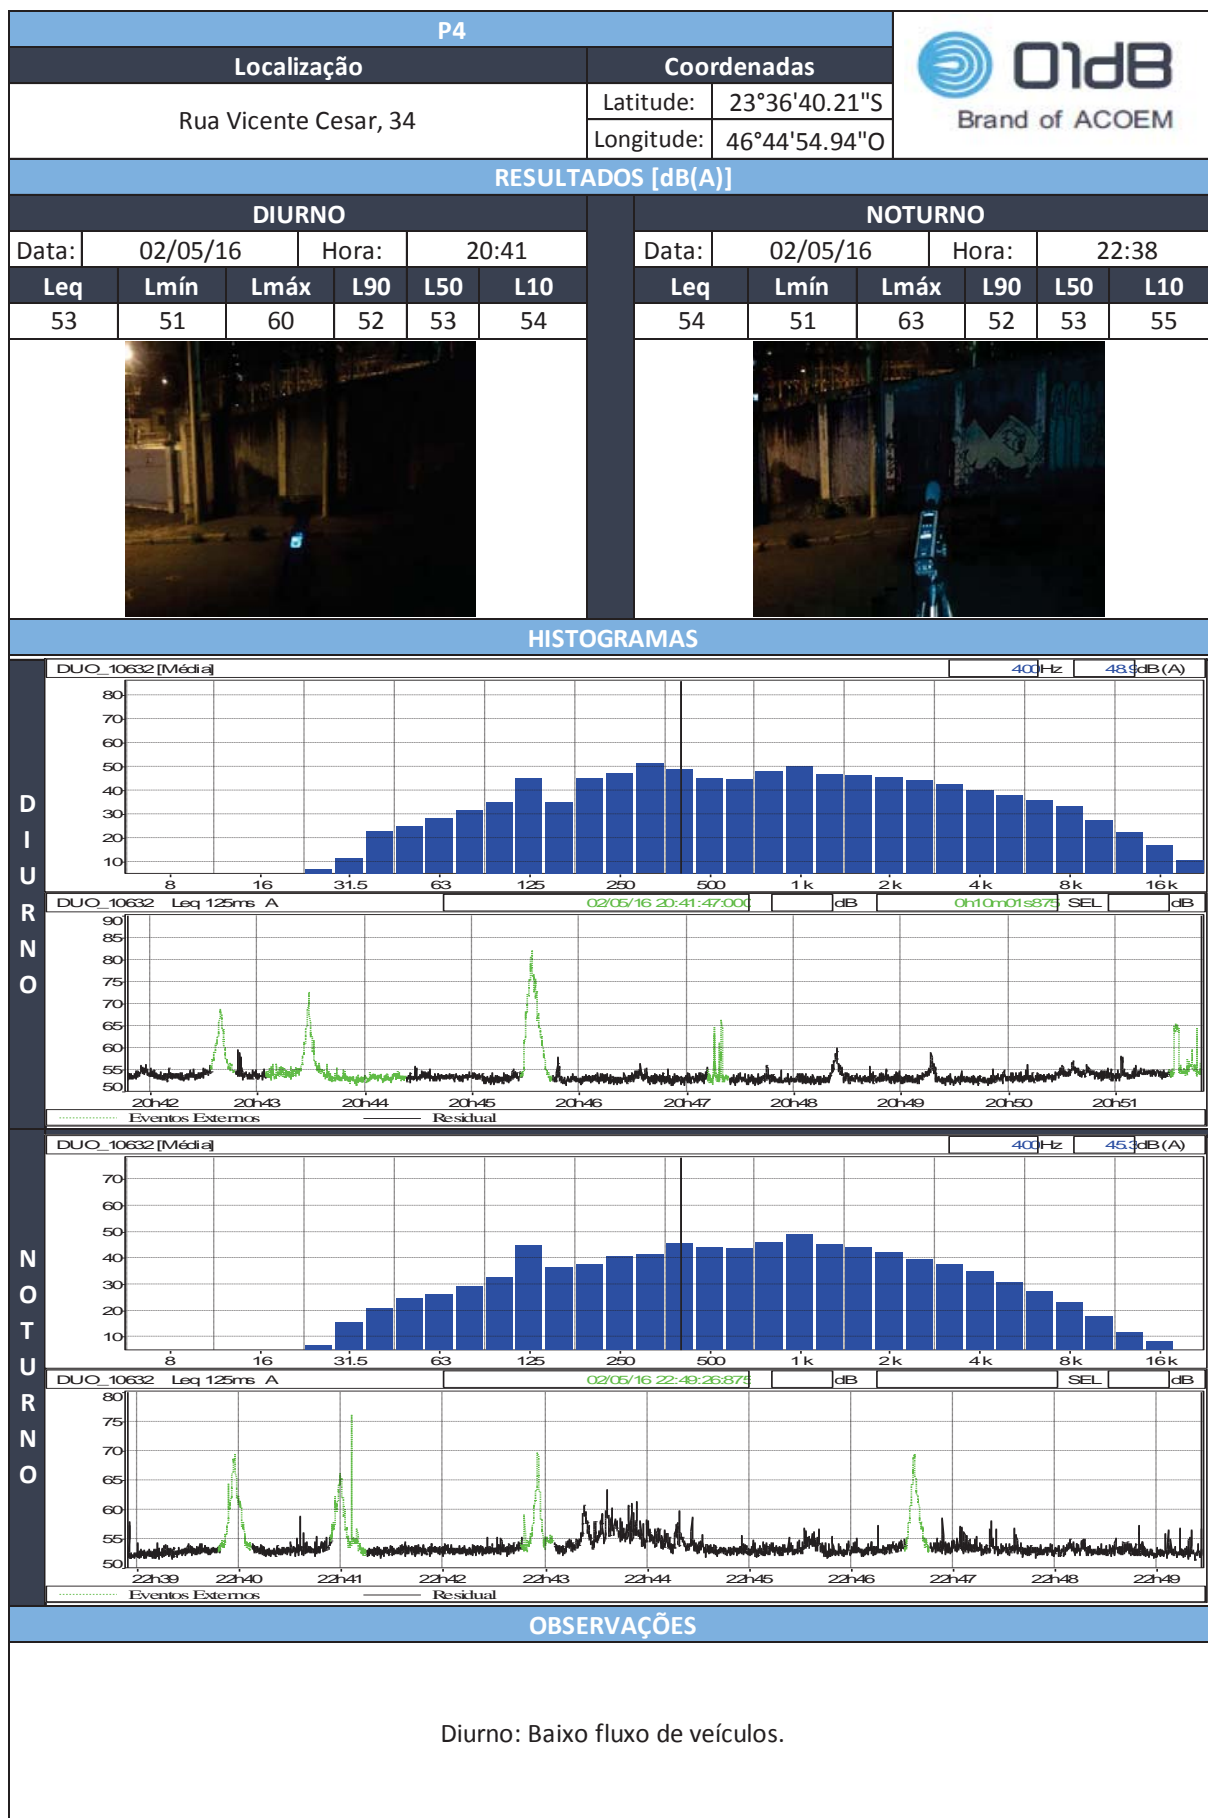 P4
Localização
Coordenadas
Rua Vicente Cesar, 34
Latitude: 23°36'40.21"S
Longitude: 46°44'54.94"O
01dB
Brand of ACOEM
RESULTADOS [dB(A)]
DIURNO
Data: 02/05/16 Hora: 20:41
Leq Lmín Lmáx L90 L50 L10
53 51 60 52 53 54
NOTURNO
Data: 02/05/16 Hora: 22:38
Leq Lmín Lmáx L90 L50 L10
54 51 63 52 53 55
HISTOGRAMAS
DIURNO
DUO_10632 [Média] 400 Hz 48.9 dB(A)
80
70
60
50
40
30
20
10
8 16 31.5 63 125 250 500 1k 2k 4k 8k 16k
DUO_10632 Leq 125ms A 02/05/16 20:41:47:000 dB 0h10m01s875 SEL dB
90
85
80
75
70
65
60
55
50
20h42 20h43 20h44 20h45 20h46 20h47 20h48 20h49 20h50 20h51
Eventos Externos Residual
NOTURNO
DUO_10632 [Média] 400 Hz 45.3 dB(A)
70
60
50
40
30
20
10
8 16 31.5 63 125 250 500 1k 2k 4k 8k 16k
DUO_10632 Leq 125ms A 02/05/16 22:49:26:875 dB SEL dB
80
75
70
65
60
55
50
22h39 22h40 22h41 22h42 22h43 22h44 22h45 22h46 22h47 22h48 22h49
Eventos Externos Residual
OBSERVAÇÕES
Diurno: Baixo fluxo de veículos.